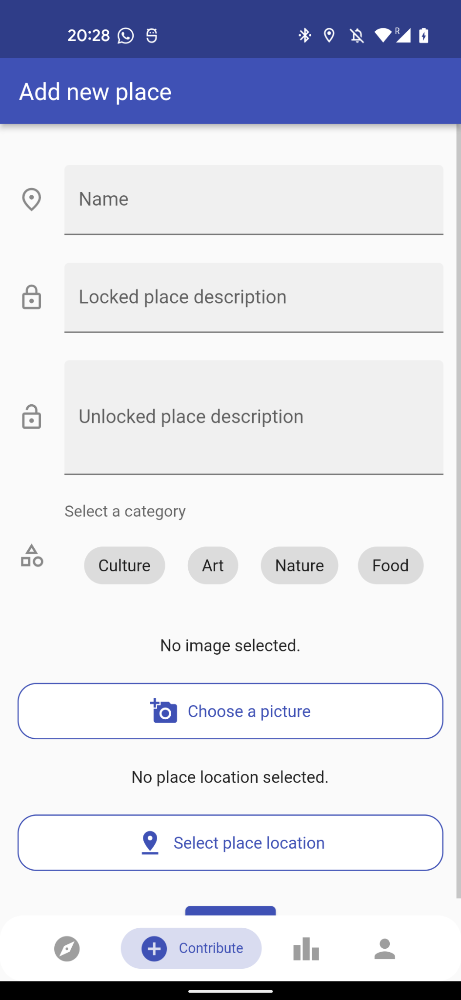 20:28
R
Add new place
Name
Locked place description
Unlocked place description
Select a category
Culture Art Nature Food
No image selected.
Choose a picture
No place location selected.
Select place location
Contribute